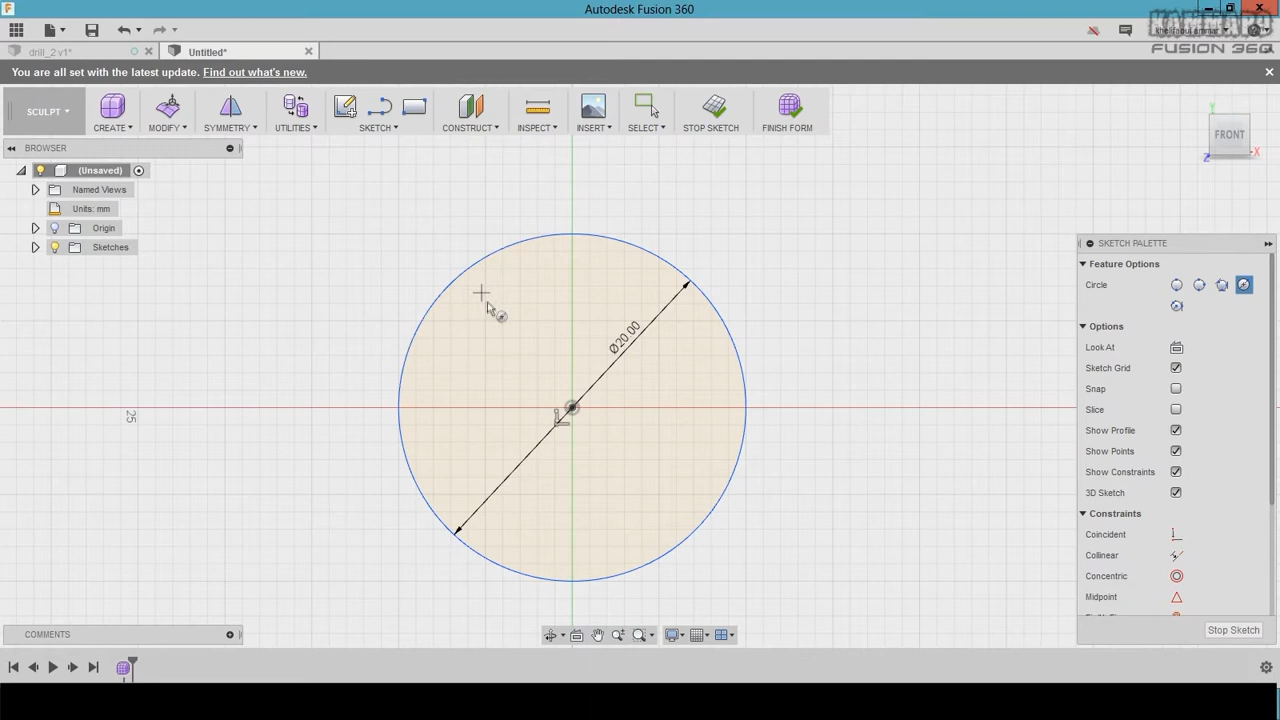 Autodesk Fusion 360
drill_2 v1*
Untitled*
khelifaoui ammar
FUSION 360
You are all set with the latest update. Find out what's new.
SCULPT
CREATE
MODIFY
SYMMETRY
UTILITIES
SKETCH
CONSTRUCT
INSPECT
INSERT
SELECT
STOP SKETCH
FINISH FORM
BROWSER
(Unsaved)
Named Views
Units: mm
Origin
Sketches
Y
FRONT
X
Z
Ø20.00
25
SKETCH PALETTE
Feature Options
Circle
Options
Look At
Sketch Grid
Snap
Slice
Show Profile
Show Points
Show Constraints
3D Sketch
Constraints
Coincident
Collinear
Concentric
Midpoint
Stop Sketch
COMMENTS